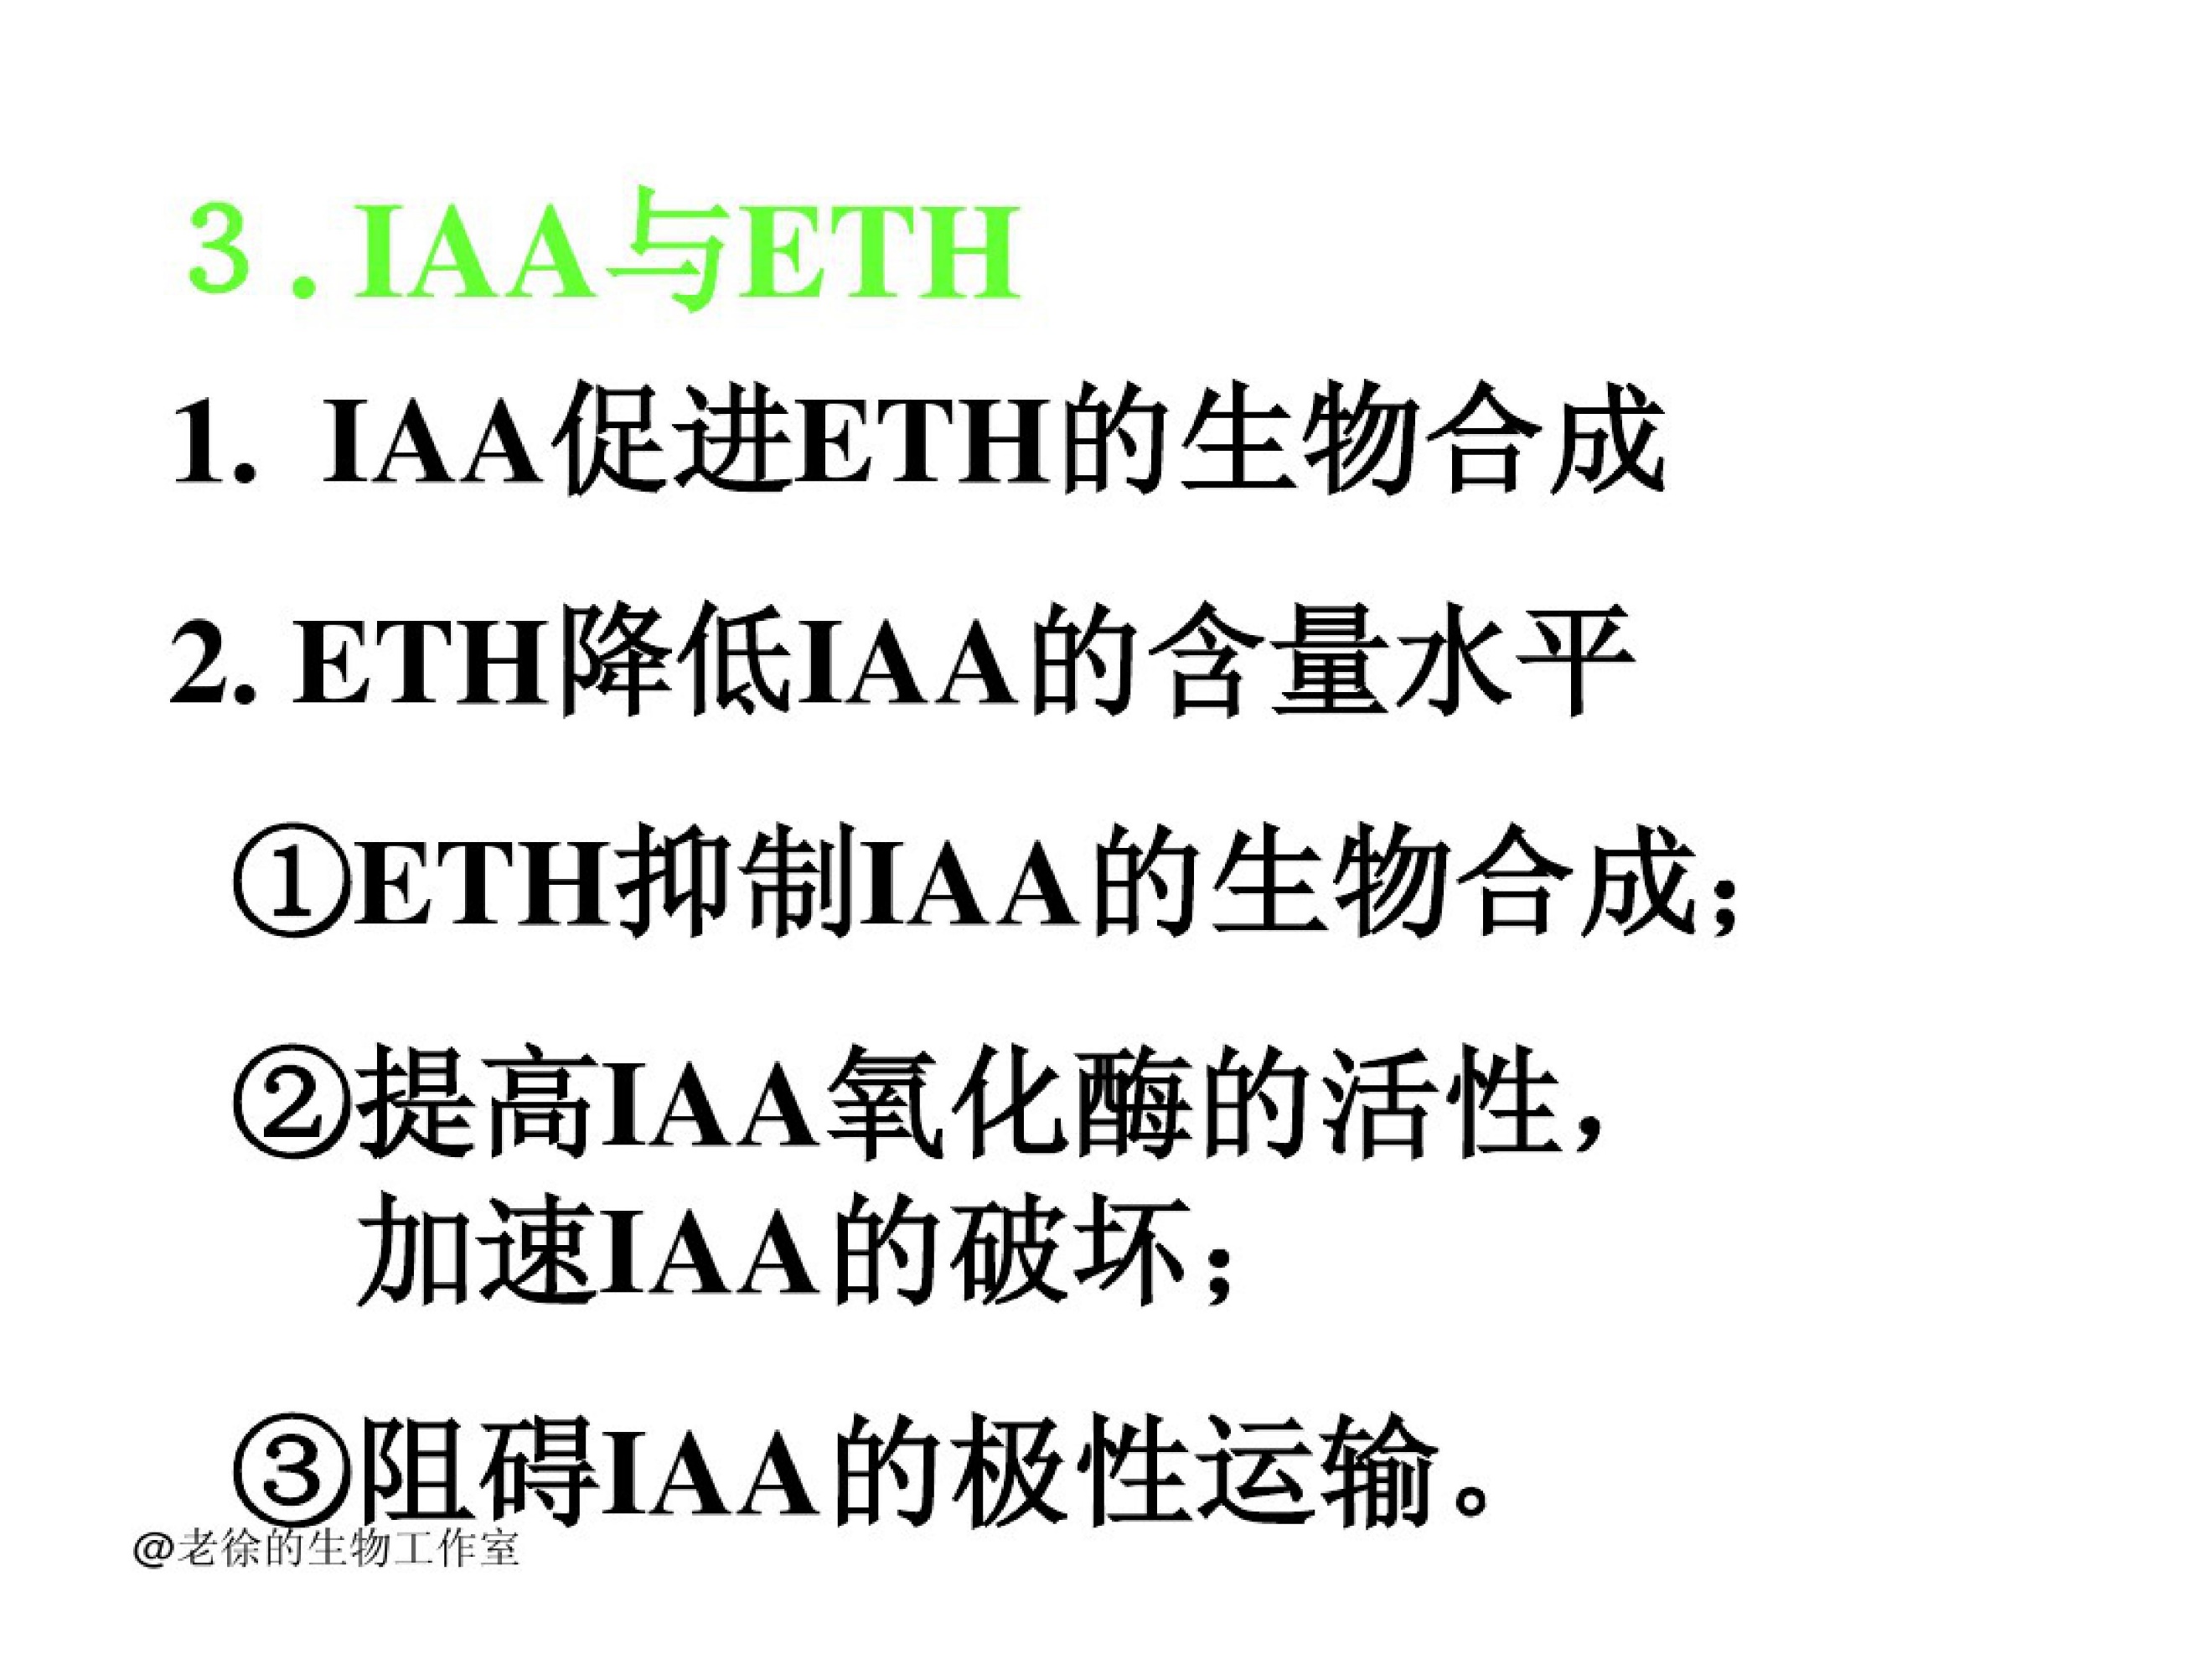 3．IAA与ETH
1. IAA促进ETH的生物合成
2. ETH降低IAA的含量水平
①ETH抑制IAA的生物合成；
②提高IAA氧化酶的活性，
加速IAA的破坏；
③阻碍IAA的极性运输。
@老徐的生物工作室